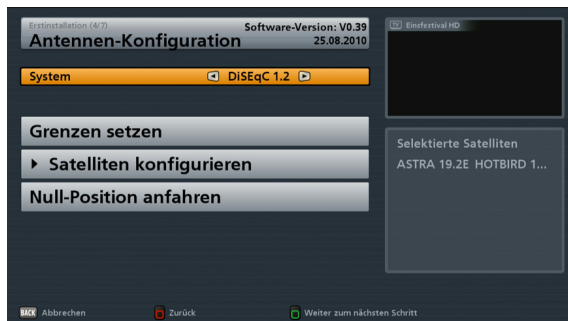 Erstinstallation (4/7)
Software-Version: V0.39
Antennen-Konfiguration
25.08.2010
TV Einsfestival HD
System
DiSEqC 1.2
Grenzen setzen
Satelliten konfigurieren
Null-Position anfahren
Selektierte Satelliten
ASTRA 19.2E HOTBIRD 1...
BACK Abbrechen
Zurück
Weiter zum nächsten Schritt